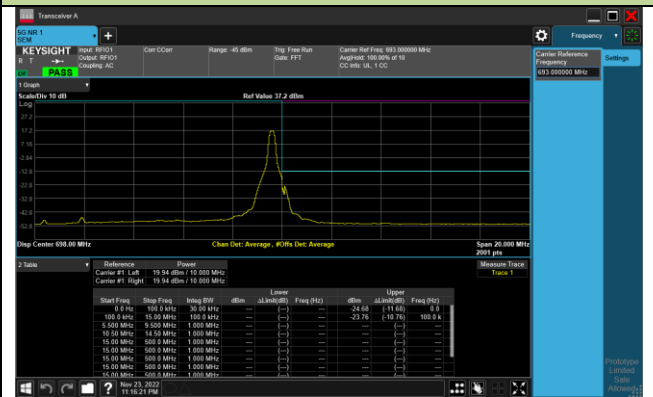 Transceiver A
5G NR 1
SEM
+
Frequency
KEYSIGHT
R T
PASS
Input: RFIO1
Output: RFIO1
Coupling: AC
Corr CCorr
Range: -45 dBm
Trig: Free Run
Gate: FFT
Carrier Ref Freq: 693.000000 MHz
Avg|Hold: 100.00% of 10
CC Info: UL, 1 CC
Carrier Reference
Frequency
693.000000 MHz
Settings
1 Graph
Scale/Div 10 dB
Ref Value 37.2 dBm
Log
27.2
17.2
7.16
-2.84
-12.8
-22.8
-32.8
-42.8
-52.8
Disp Center 698.00 MHz
Chan Det: Average , #Offs Det: Average
Span 20.000 MHz
2001 pts
2 Table
Reference Power
Carrier #1: Left 19.94 dBm / 10.000 MHz
Carrier #1: Right 19.94 dBm / 10.000 MHz
Measure Trace
Trace 1
Lower Upper
Start Freq Stop Freq Integ BW dBm ΔLimit(dB) Freq (Hz) dBm ΔLimit(dB) Freq (Hz)
0.0 Hz 100.0 kHz 30.00 kHz --- (---) --- -24.68 (-11.68) 0.0
100.0 kHz 15.00 MHz 100.0 kHz --- (---) --- -23.76 (-10.76) 100.0 k
5.500 MHz 9.500 MHz 1.000 MHz --- (---) --- --- (---) ---
10.50 MHz 14.50 MHz 1.000 MHz --- (---) --- --- (---) ---
15.00 MHz 500.0 MHz 1.000 MHz --- (---) --- --- (---) ---
15.00 MHz 500.0 MHz 1.000 MHz --- (---) --- --- (---) ---
15.00 MHz 500.0 MHz 1.000 MHz --- (---) --- --- (---) ---
15.00 MHz 500.0 MHz 1.000 MHz --- (---) --- --- (---) ---
15.00 MHz 500.0 MHz 1.000 MHz --- (---) --- --- (---) ---
Prototype
Limited
Sale
Allowed
?
Nov 23, 2022
11:16:21 PM